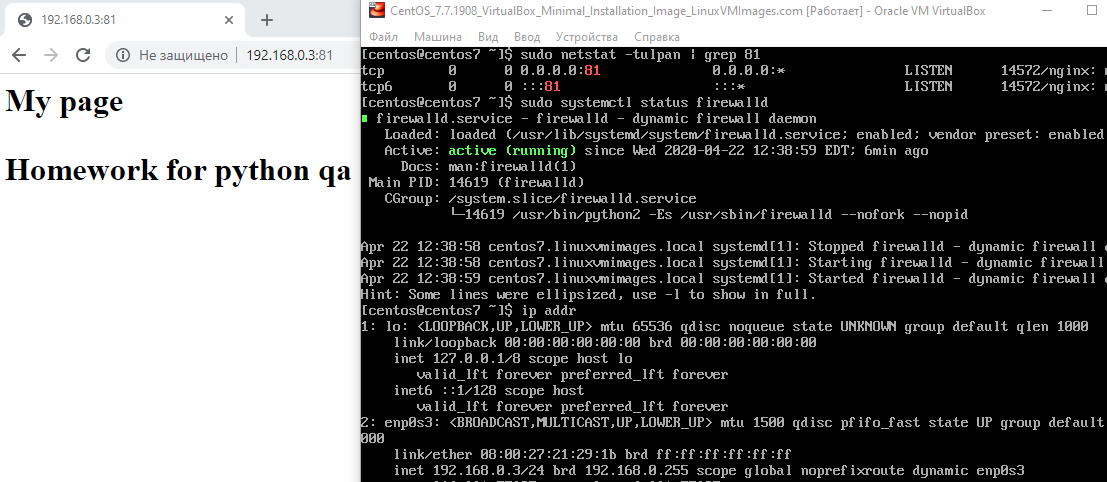 192.168.0.3:81
Не защищено 192.168.0.3:81
My page
Homework for python qa
CentOS_7.7.1908_VirtualBox_Minimal_Installation_Image_LinuxVMImages.com [Работает] - Oracle VM VirtualBox
Файл Машина Вид Ввод Устройства Справка
[centos@centos7 ~]$ sudo netstat -tulpan | grep 81
tcp 0 0 0.0.0.0:81 0.0.0.0:* LISTEN 14572/nginx: m
tcp6 0 0 :::81 :::* LISTEN 14572/nginx: m
[centos@centos7 ~]$ sudo systemctl status firewalld
firewalld.service - firewalld - dynamic firewall daemon
Loaded: loaded (/usr/lib/systemd/system/firewalld.service; enabled; vendor preset: enabled
Active: active (running) since Wed 2020-04-22 12:38:59 EDT; 6min ago
Docs: man:firewalld(1)
Main PID: 14619 (firewalld)
CGroup: /system.slice/firewalld.service
└─14619 /usr/bin/python2 -Es /usr/sbin/firewalld --nofork --nopid
Apr 22 12:38:58 centos7.linuxvmimages.local systemd[1]: Stopped firewalld - dynamic firewall d
Apr 22 12:38:58 centos7.linuxvmimages.local systemd[1]: Starting firewalld - dynamic firewall
Apr 22 12:38:59 centos7.linuxvmimages.local systemd[1]: Started firewalld - dynamic firewall d
Hint: Some lines were ellipsized, use -l to show in full.
[centos@centos7 ~]$ ip addr
1: lo: <LOOPBACK,UP,LOWER_UP> mtu 65536 qdisc noqueue state UNKNOWN group default qlen 1000
link/loopback 00:00:00:00:00:00 brd 00:00:00:00:00:00
inet 127.0.0.1/8 scope host lo
valid_lft forever preferred_lft forever
inet6 ::1/128 scope host
valid_lft forever preferred_lft forever
2: enp0s3: <BROADCAST,MULTICAST,UP,LOWER_UP> mtu 1500 qdisc pfifo_fast state UP group default
000
link/ether 08:00:27:21:29:1b brd ff:ff:ff:ff:ff:ff
inet 192.168.0.3/24 brd 192.168.0.255 scope global noprefixroute dynamic enp0s3